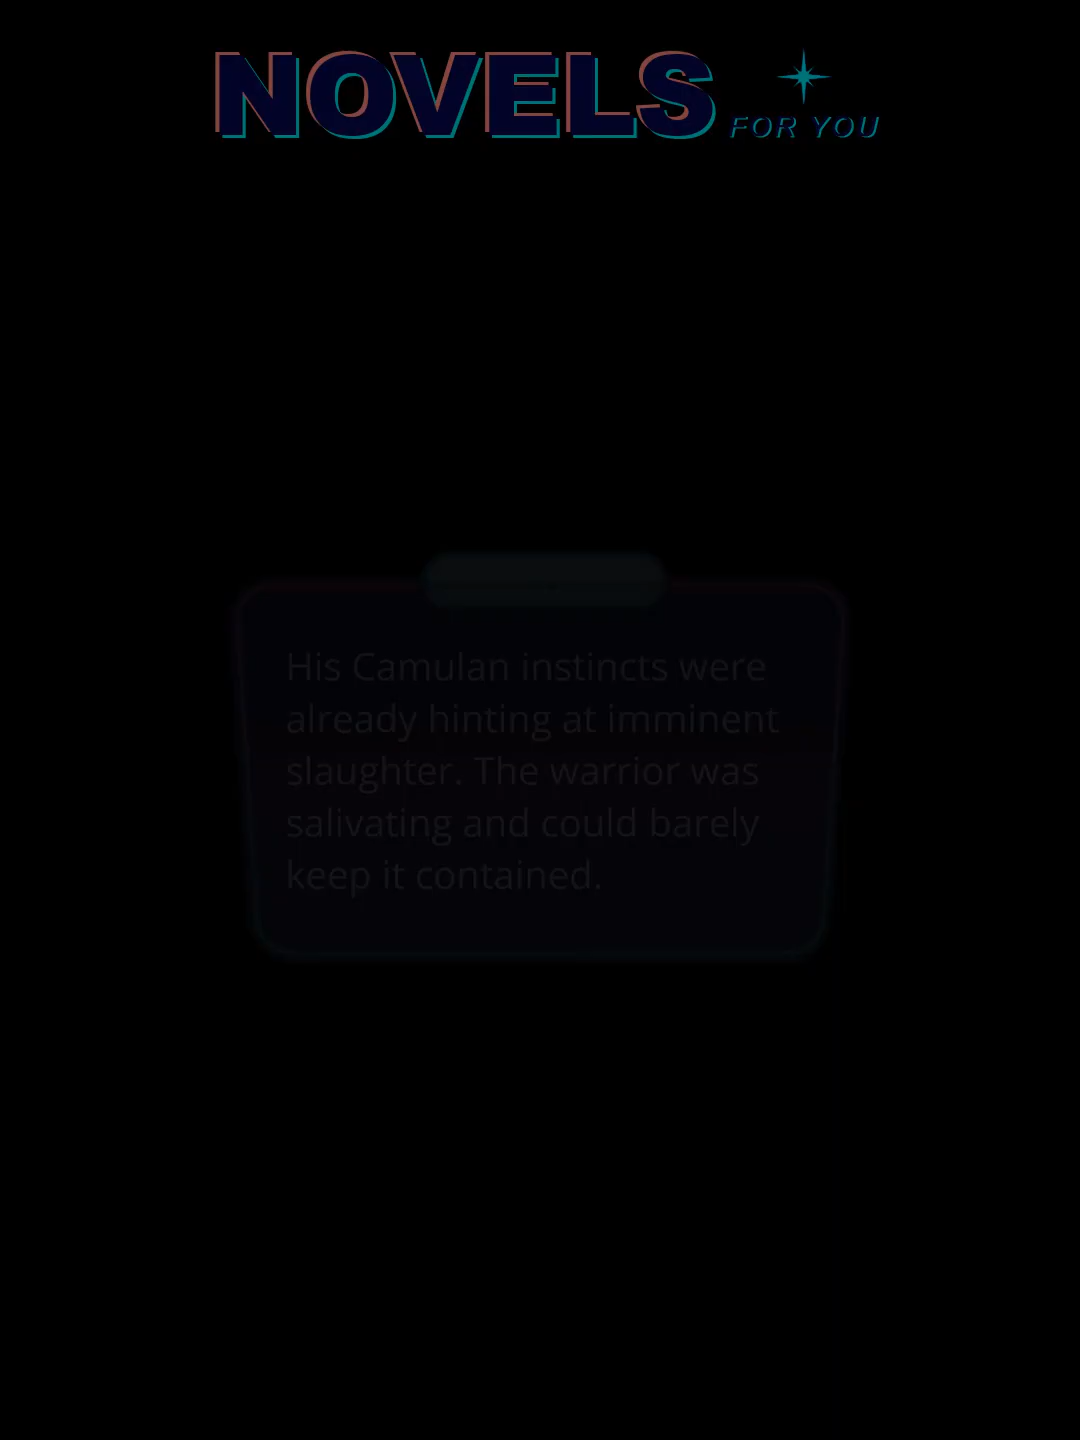 NOVELS
FOR YOU
His Camulan instincts were
already hinting at imminent
slaughter. The warrior was
salivating and could barely
keep it contained.